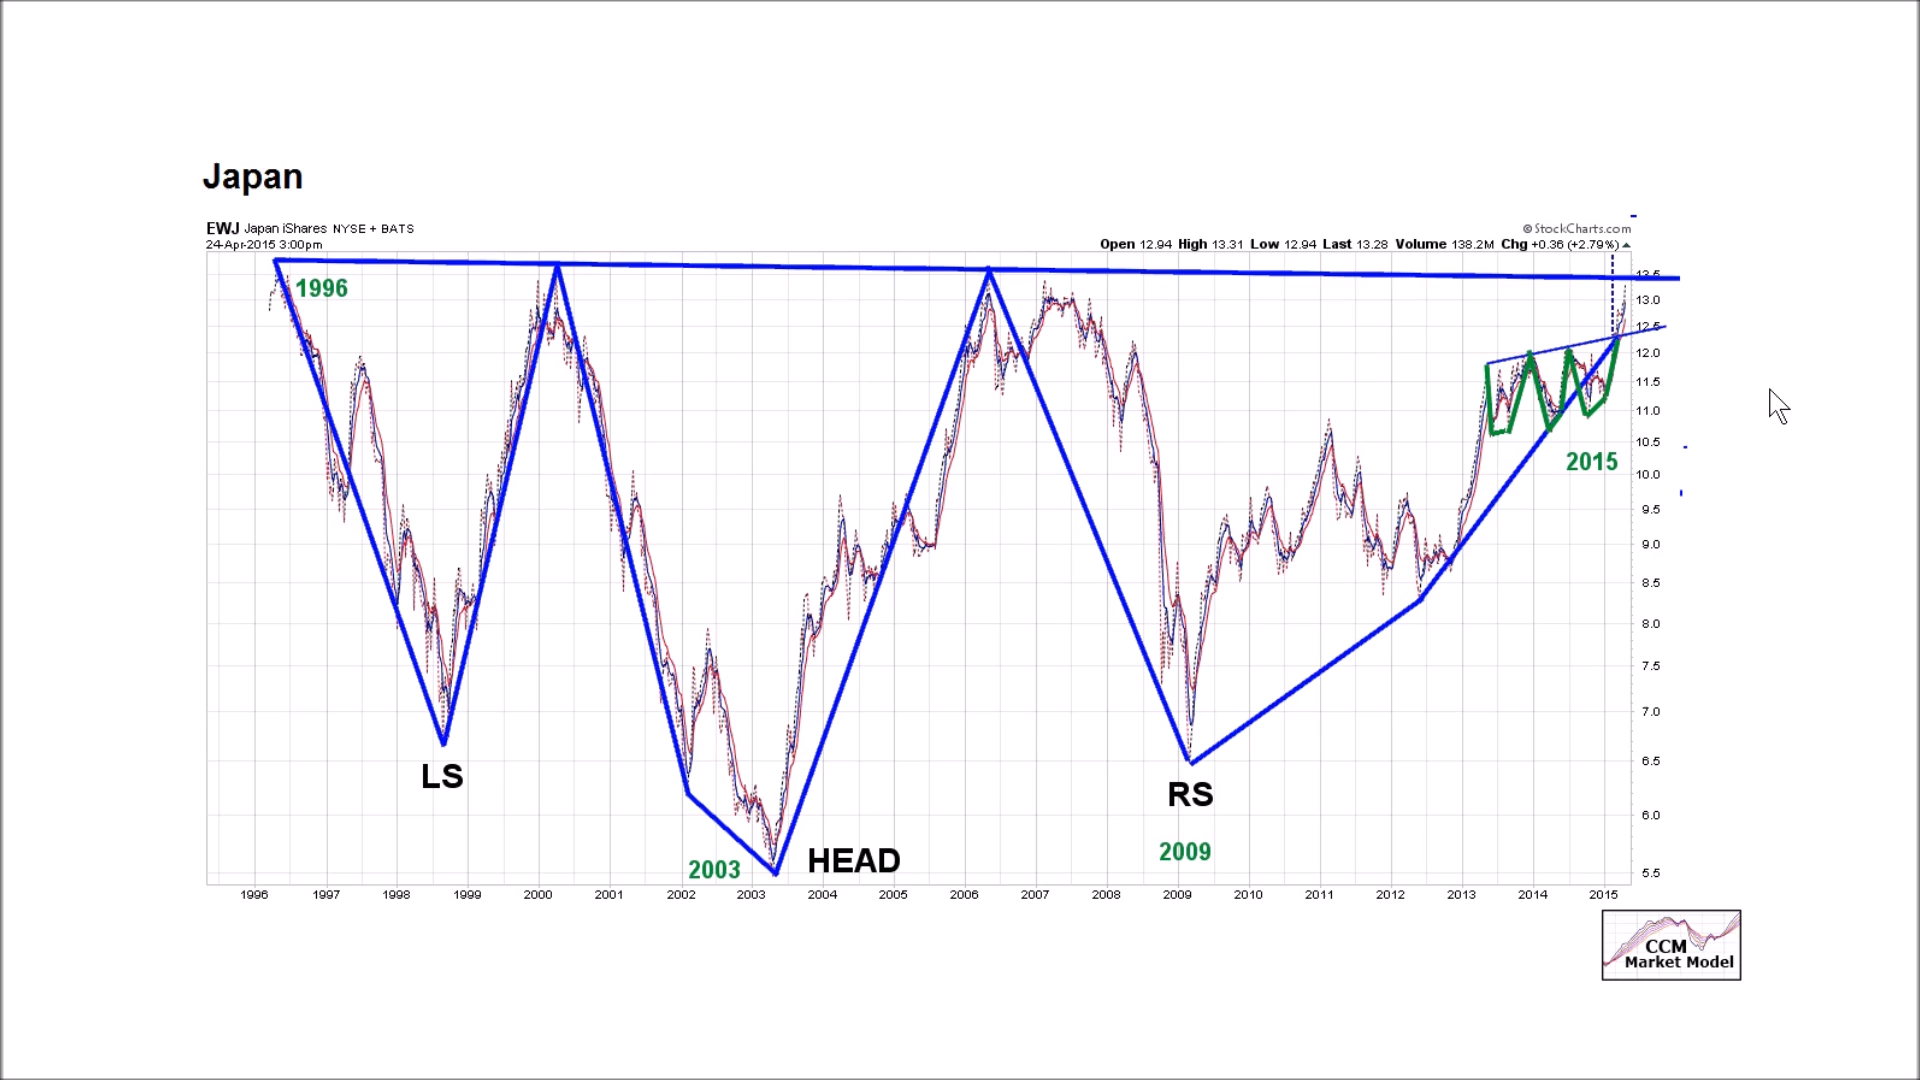 Japan
EWJ Japan iShares NYSE + BATS
© StockCharts.com
24-Apr-2015 3:00pm
Open 12.94 High 13.31 Low 12.94 Last 13.28 Volume 138.2M Chg +0.36 (+2.79%)
1996
13.5
13.0
12.5
12.0
11.5
11.0
10.5
10.0
9.5
9.0
8.5
8.0
7.5
7.0
6.5
6.0
5.5
2015
LS
RS
2009
HEAD
2003
1996 1997 1998 1999 2000 2001 2002 2003 2004 2005 2006 2007 2008 2009 2010 2011 2012 2013 2014 2015
CCM
Market Model